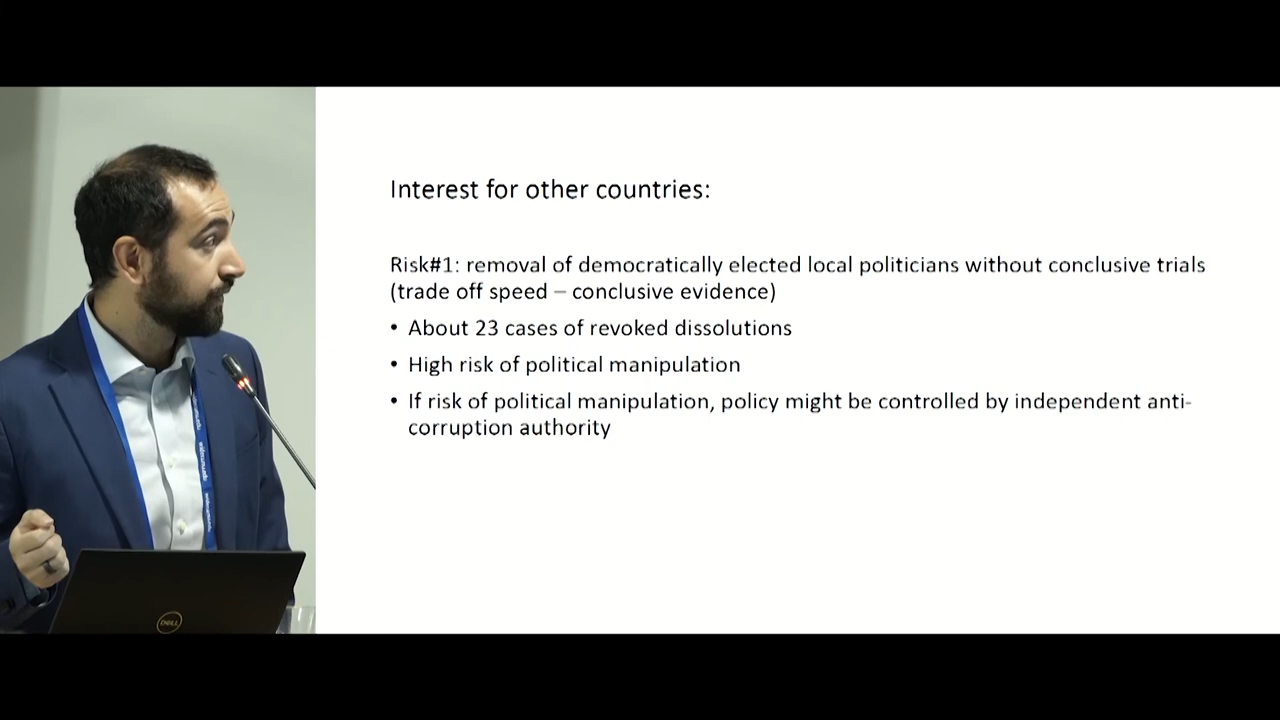 Interest for other countries:
Risk#1: removal of democratically elected local politicians without conclusive trials
(trade off speed – conclusive evidence)
• About 23 cases of revoked dissolutions
• High risk of political manipulation
• If risk of political manipulation, policy might be controlled by independent anti-
corruption authority
DELL